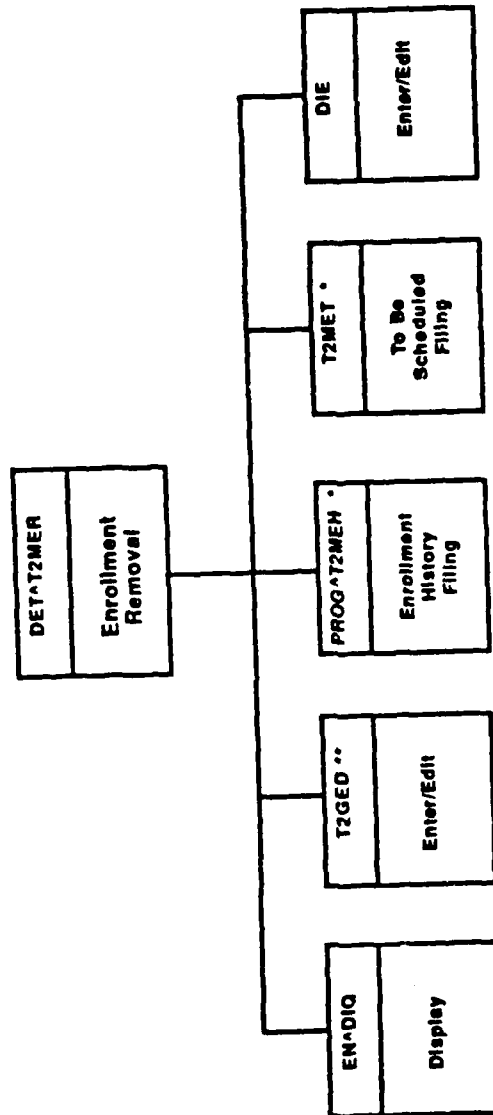 DET^T2MER
Enrollment
Removal
EN^DIQ
Display
T2GED **
Enter/Edit
PROG^T2MEH *
Enrollment
History
Filing
T2MET *
To Be
Scheduled
Filing
DIE
Enter/Edit